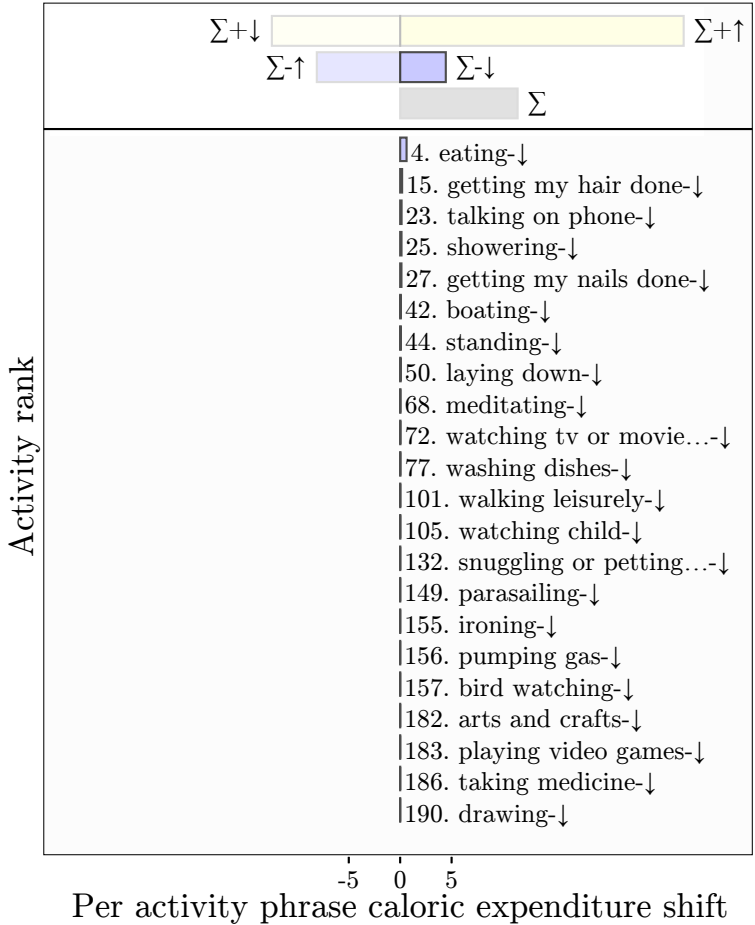 ∑+↓ ∑+↑
∑-↑ ∑-↓
∑
4. eating-↓
15. getting my hair done-↓
23. talking on phone-↓
25. showering-↓
27. getting my nails done-↓
42. boating-↓
44. standing-↓
50. laying down-↓
68. meditating-↓
72. watching tv or movie…-↓
77. washing dishes-↓
101. walking leisurely-↓
105. watching child-↓
132. snuggling or petting…-↓
149. parasailing-↓
155. ironing-↓
156. pumping gas-↓
157. bird watching-↓
182. arts and crafts-↓
183. playing video games-↓
186. taking medicine-↓
190. drawing-↓
Activity rank
-5 0 5
Per activity phrase caloric expenditure shift